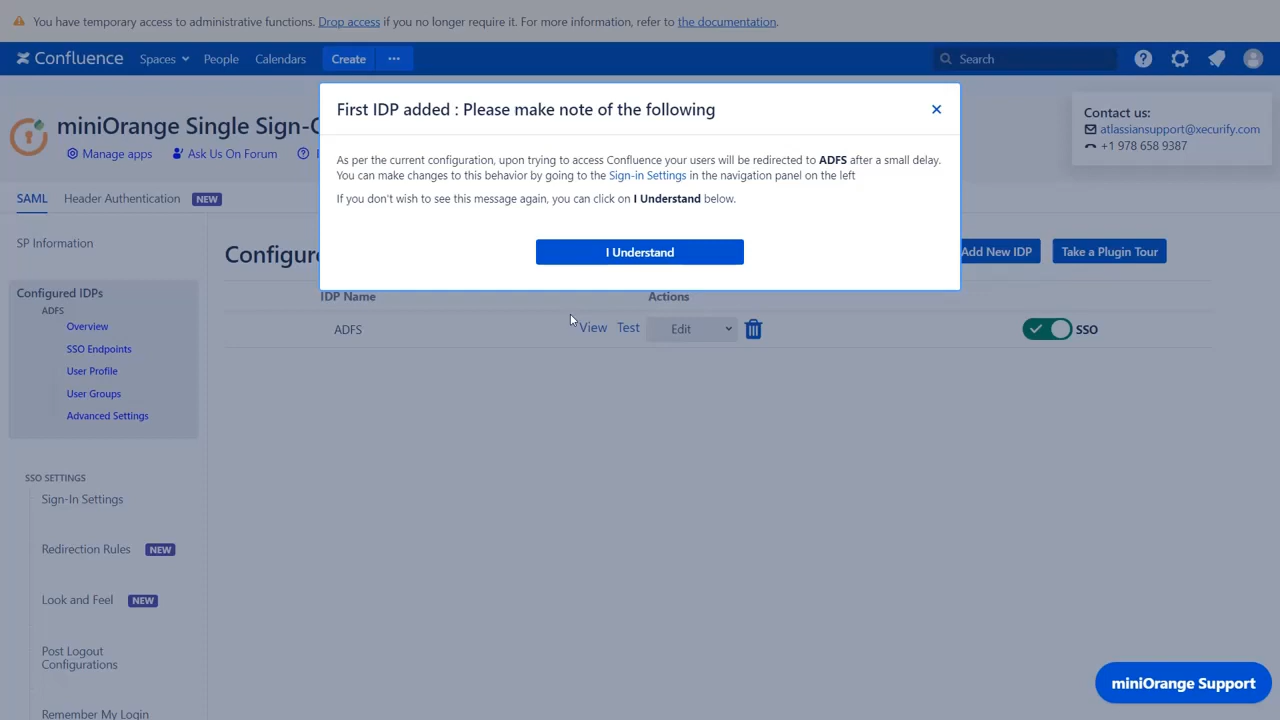 You have temporary access to administrative functions. Drop access if you no longer require it. For more information, refer to the documentation.
Confluence Spaces People Calendars Create ··· Search
First IDP added : Please make note of the following
As per the current configuration, upon trying to access Confluence your users will be redirected to ADFS after a small delay.
You can make changes to this behavior by going to the Sign-in Settings in the navigation panel on the left
If you don't wish to see this message again, you can click on I Understand below.
I Understand
miniOrange Single Sign-
Manage apps Ask Us On Forum
Contact us:
atlassiansupport@xecurify.com
+1 978 658 9387
SAML Header Authentication NEW
SP Information
Configured IDPs
ADFS
Overview
SSO Endpoints
User Profile
User Groups
Advanced Settings
SSO SETTINGS
Sign-In Settings
Redirection Rules NEW
Look and Feel NEW
Post Logout
Configurations
Remember My Login
Configure
Add New IDP Take a Plugin Tour
IDP Name Actions
ADFS View Test Edit SSO
miniOrange Support